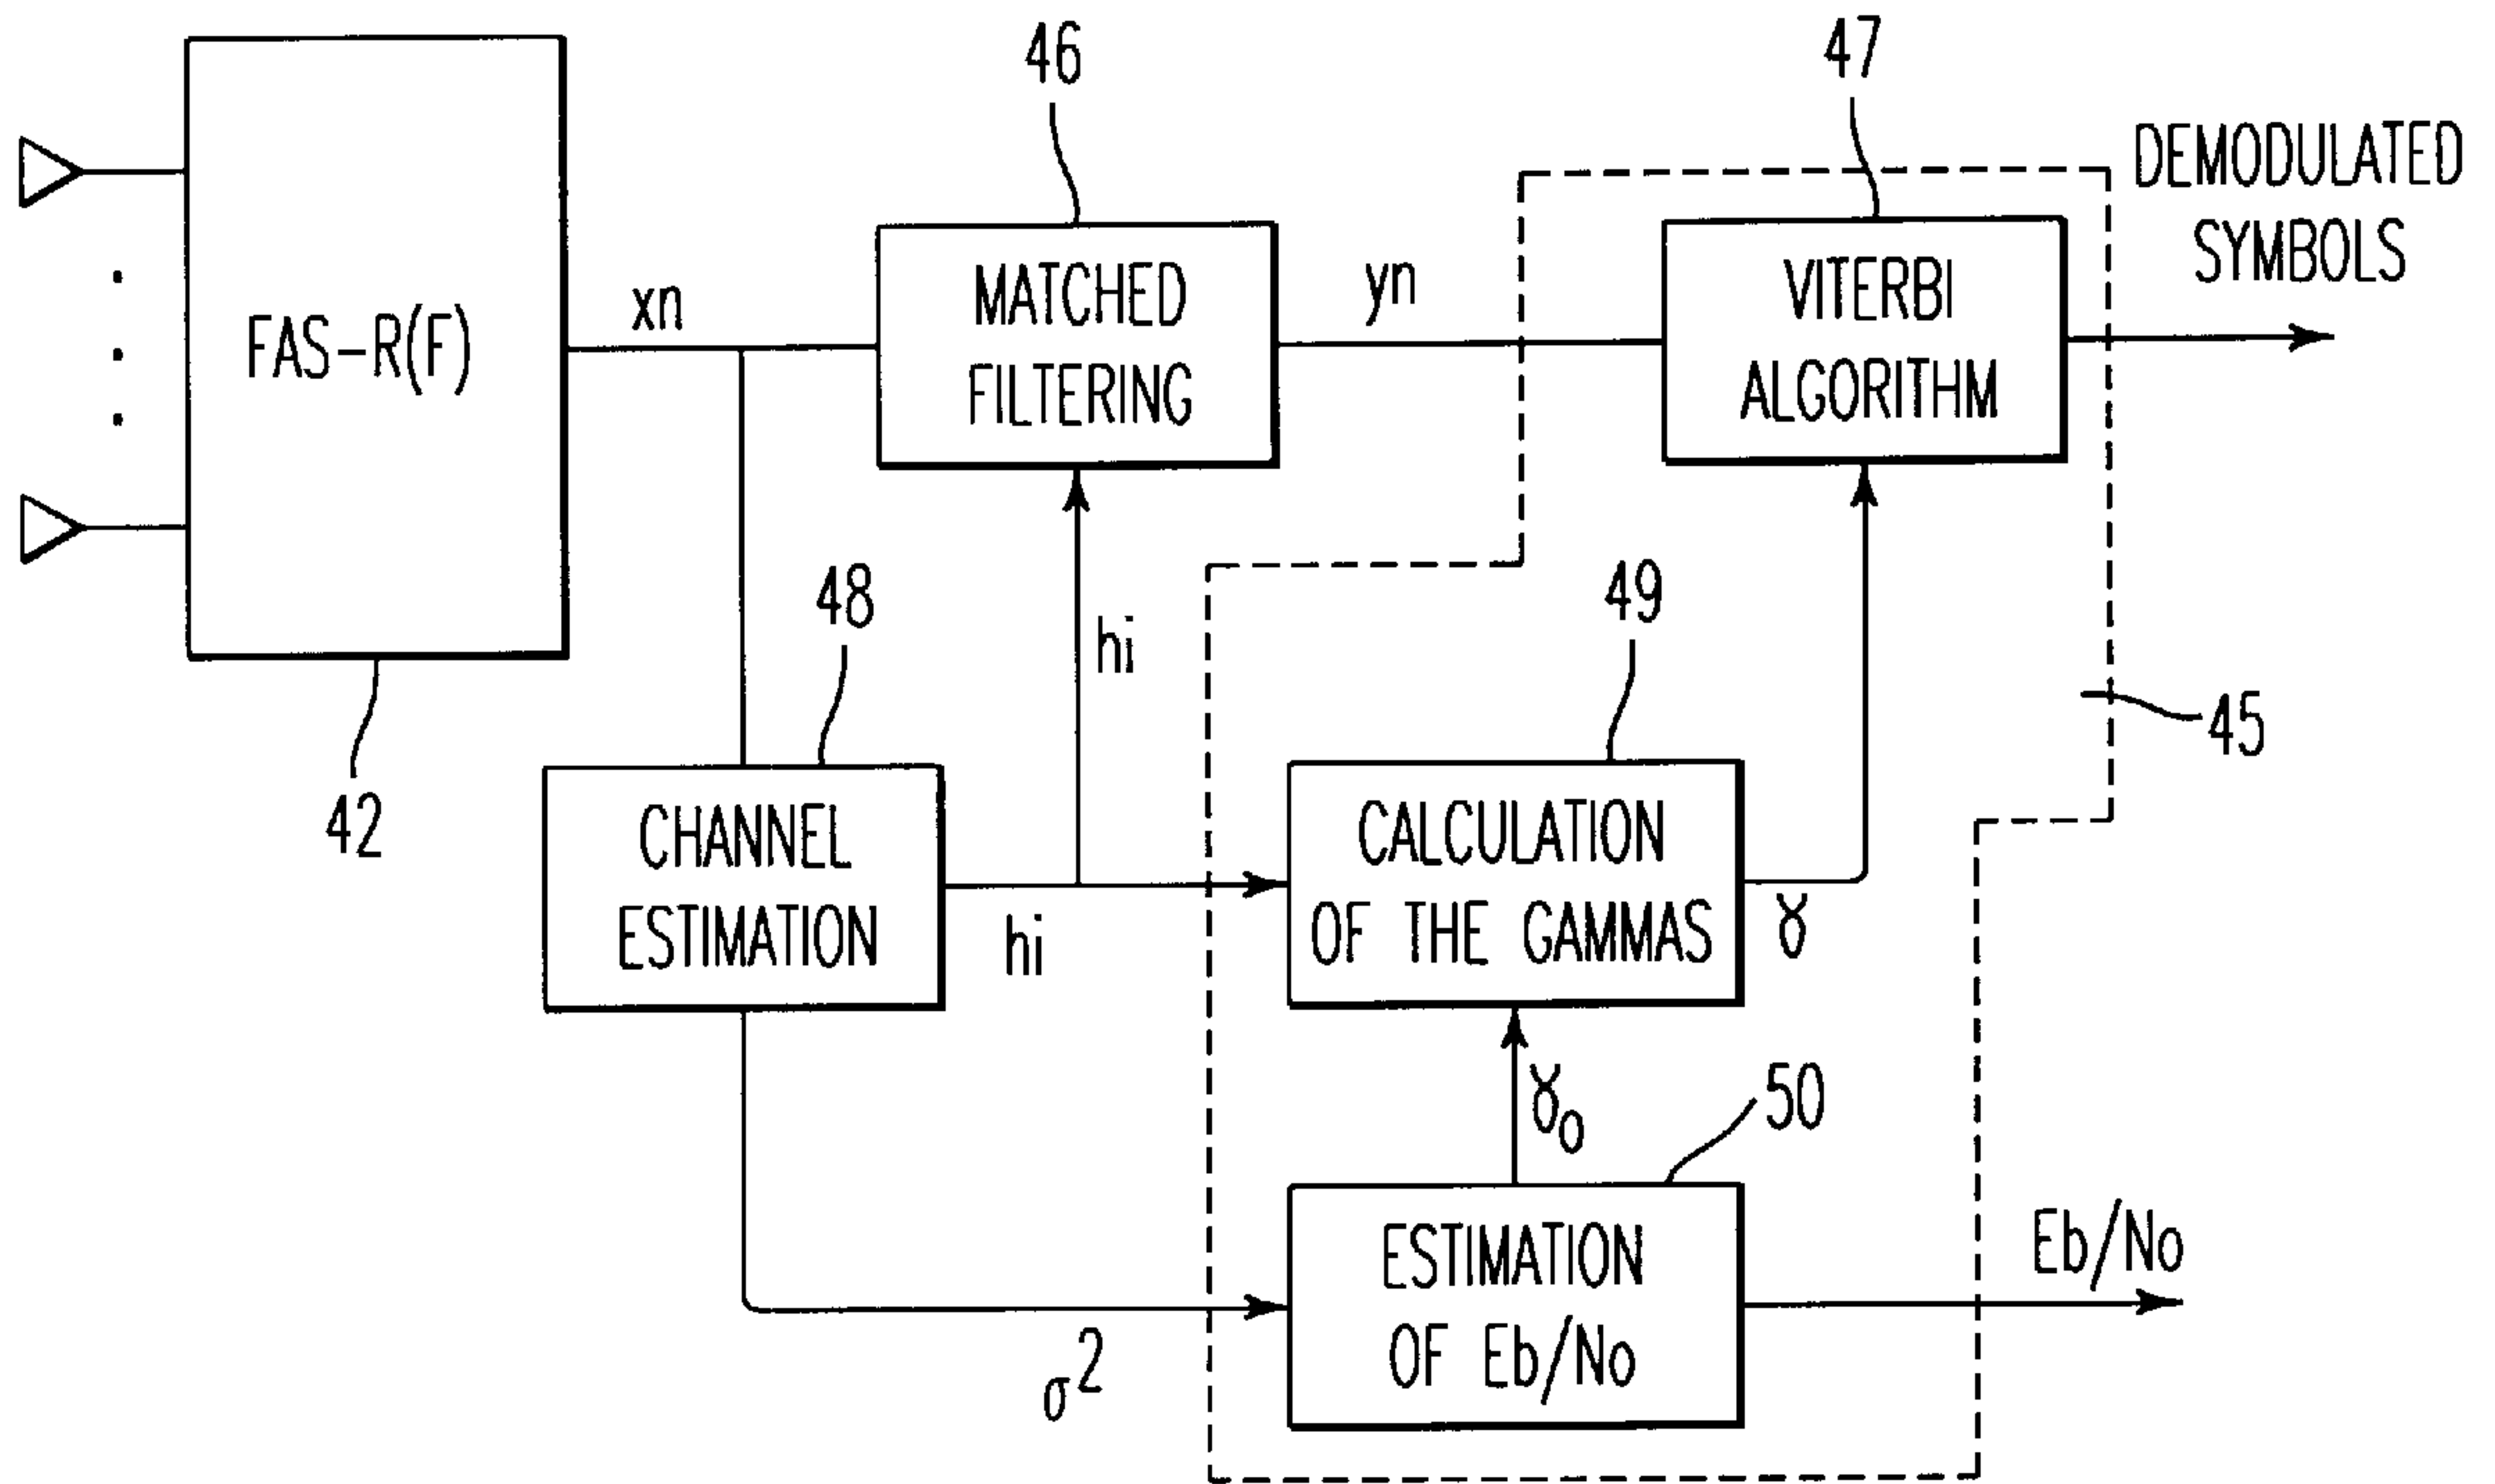 46
47
DEMODULATED
SYMBOLS
FAS-R(F)
xn
MATCHED
FILTERING
yn
VITERBI
ALGORITHM
42
48
hi
49
45
CHANNEL
ESTIMATION
hi
CALCULATION
OF THE GAMMAS
γ
γ0
50
σ2
ESTIMATION
OF Eb/No
Eb/No